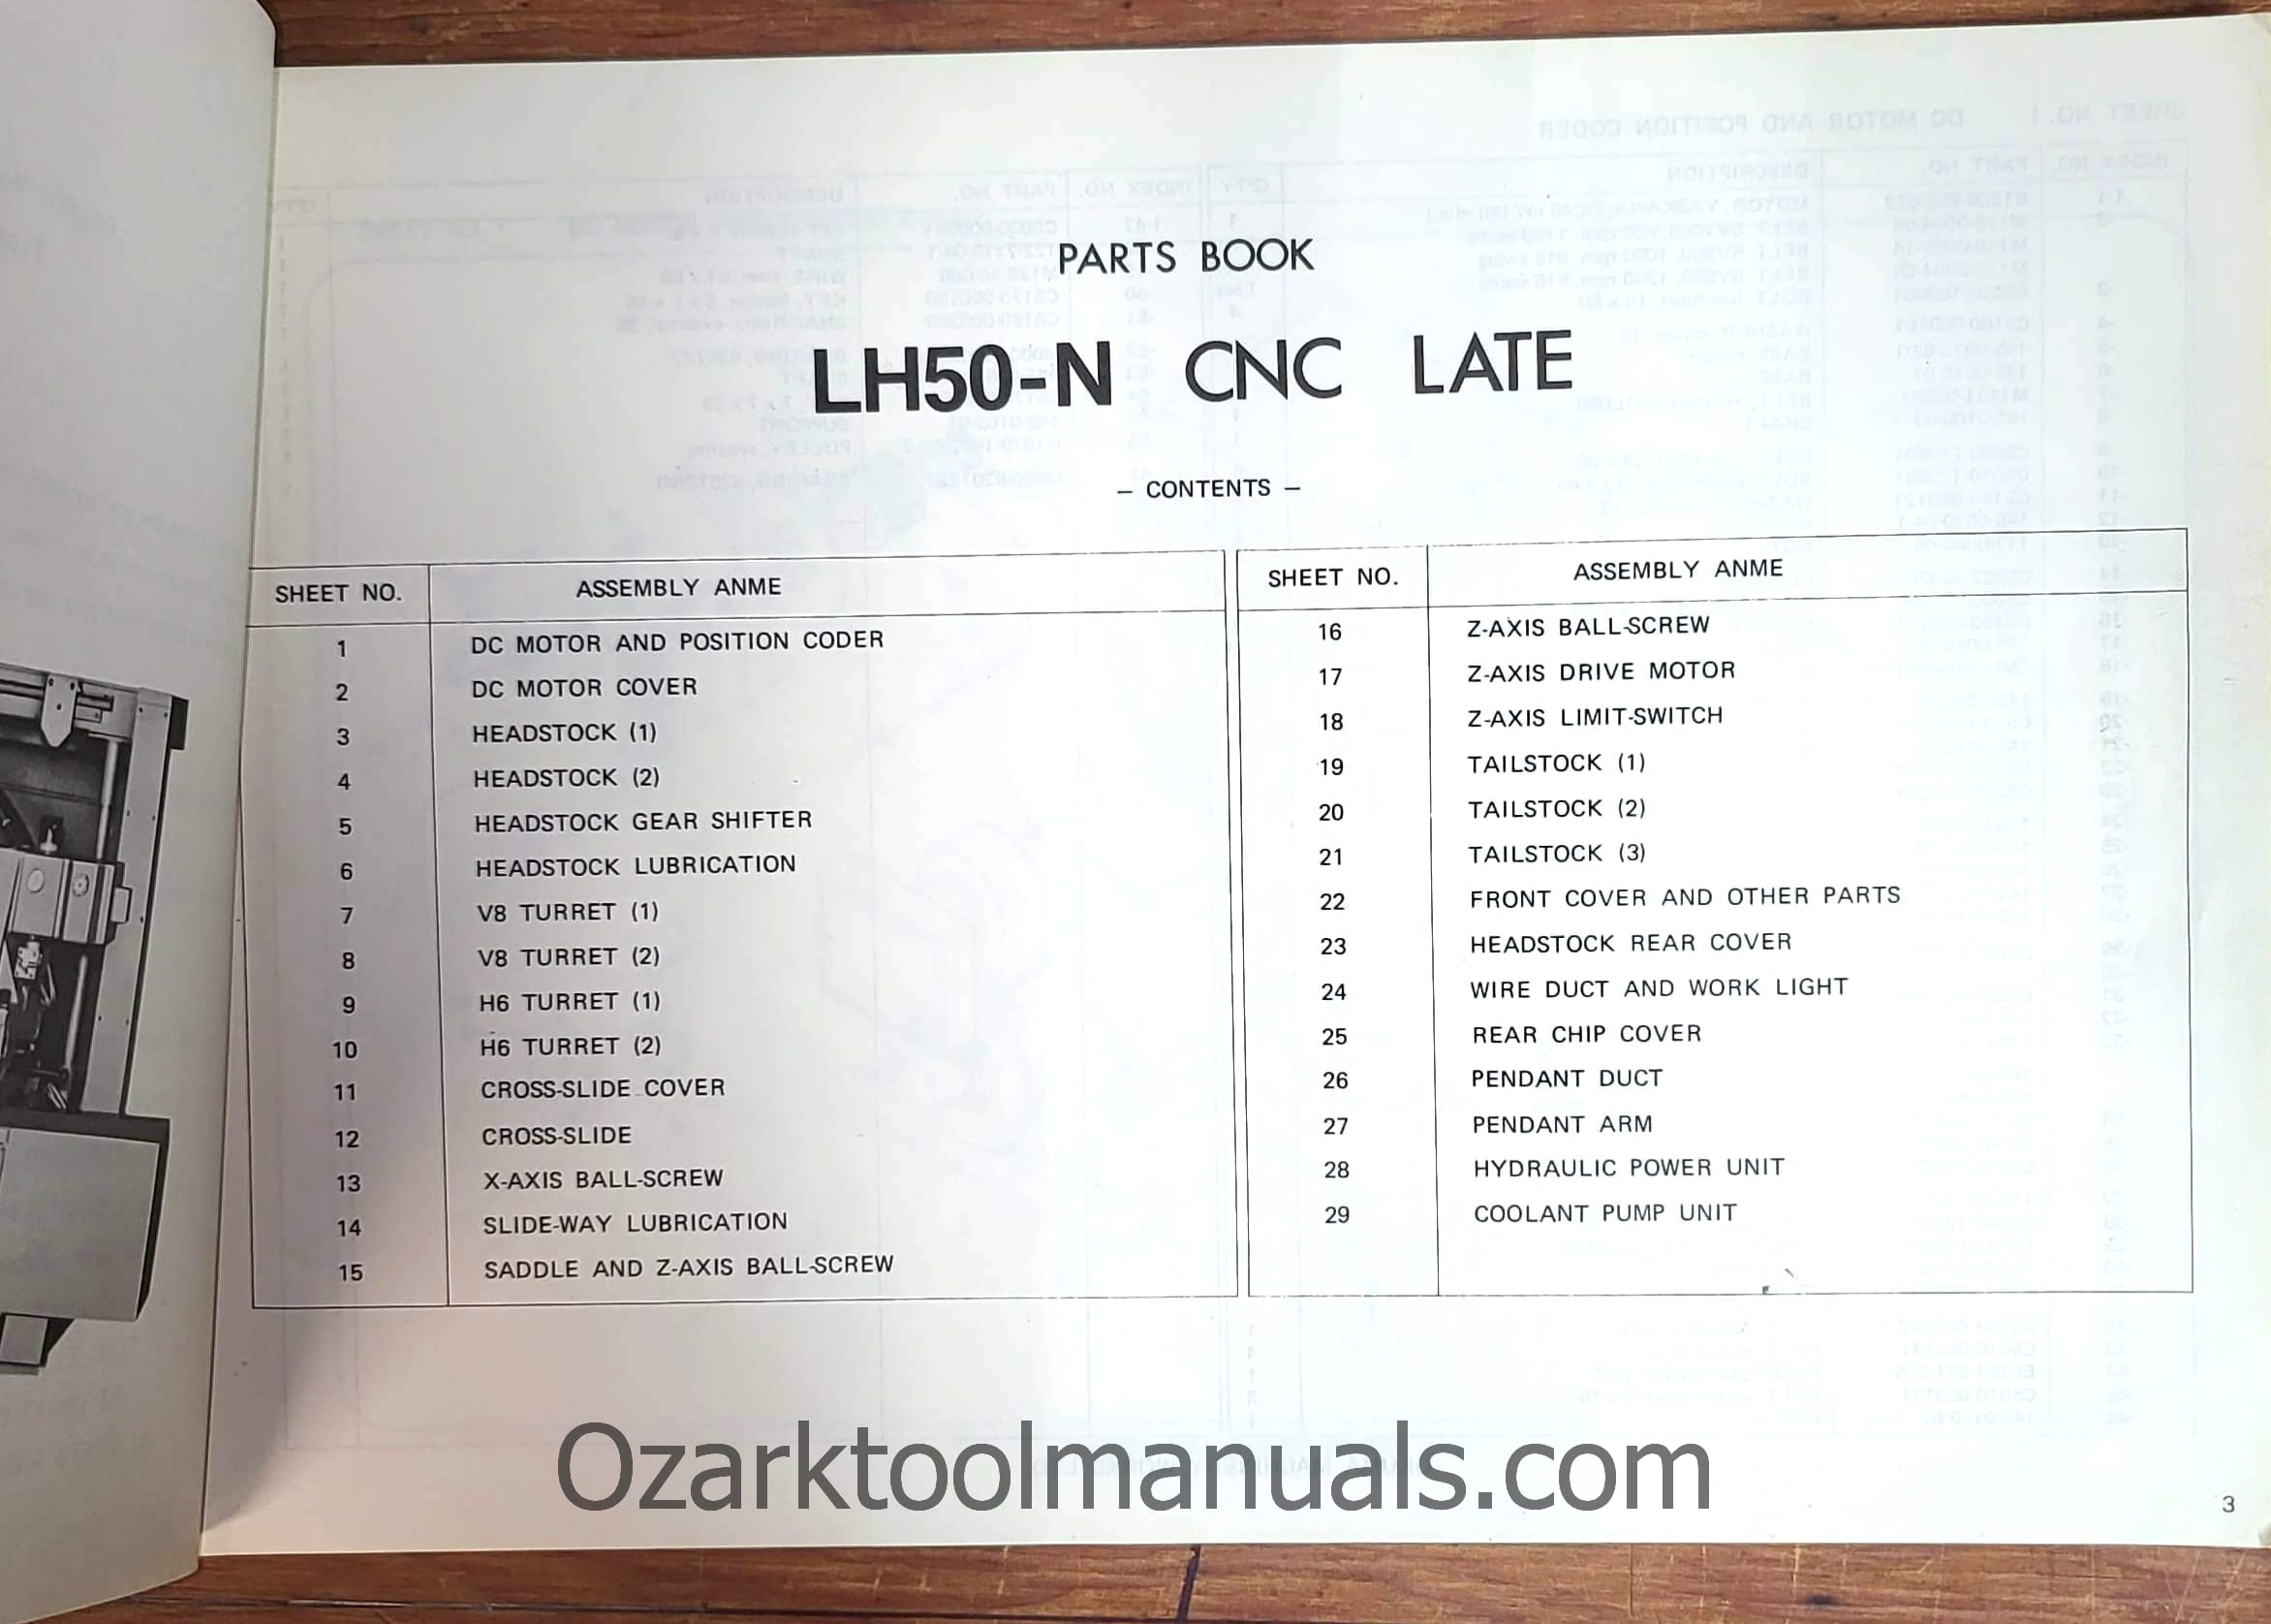 PARTS BOOK
LH50-N CNC LATE
– CONTENTS –
SHEET NO. ASSEMBLY ANME
1 DC MOTOR AND POSITION CODER
2 DC MOTOR COVER
3 HEADSTOCK (1)
4 HEADSTOCK (2)
5 HEADSTOCK GEAR SHIFTER
6 HEADSTOCK LUBRICATION
7 V8 TURRET (1)
8 V8 TURRET (2)
9 H6 TURRET (1)
10 H6 TURRET (2)
11 CROSS-SLIDE COVER
12 CROSS-SLIDE
13 X-AXIS BALL-SCREW
14 SLIDE-WAY LUBRICATION
15 SADDLE AND Z-AXIS BALL-SCREW
SHEET NO. ASSEMBLY ANME
16 Z-AXIS BALL-SCREW
17 Z-AXIS DRIVE MOTOR
18 Z-AXIS LIMIT-SWITCH
19 TAILSTOCK (1)
20 TAILSTOCK (2)
21 TAILSTOCK (3)
22 FRONT COVER AND OTHER PARTS
23 HEADSTOCK REAR COVER
24 WIRE DUCT AND WORK LIGHT
25 REAR CHIP COVER
26 PENDANT DUCT
27 PENDANT ARM
28 HYDRAULIC POWER UNIT
29 COOLANT PUMP UNIT
Ozarktoolmanuals.com
3